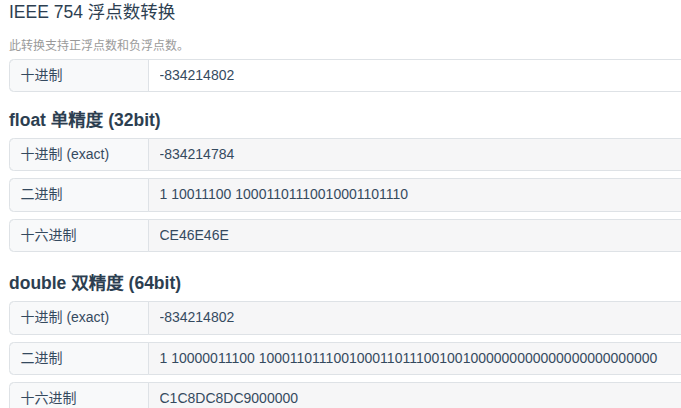 IEEE 754 浮点数转换
此转换支持正浮点数和负浮点数。
十进制 -834214802
float 单精度 (32bit)
十进制 (exact) -834214784
二进制 1 10011100 10001101110010001101110
十六进制 CE46E46E
double 双精度 (64bit)
十进制 (exact) -834214802
二进制 1 10000011100 1000110111001000110111001001000000000000000000000000
十六进制 C1C8DC8DC9000000